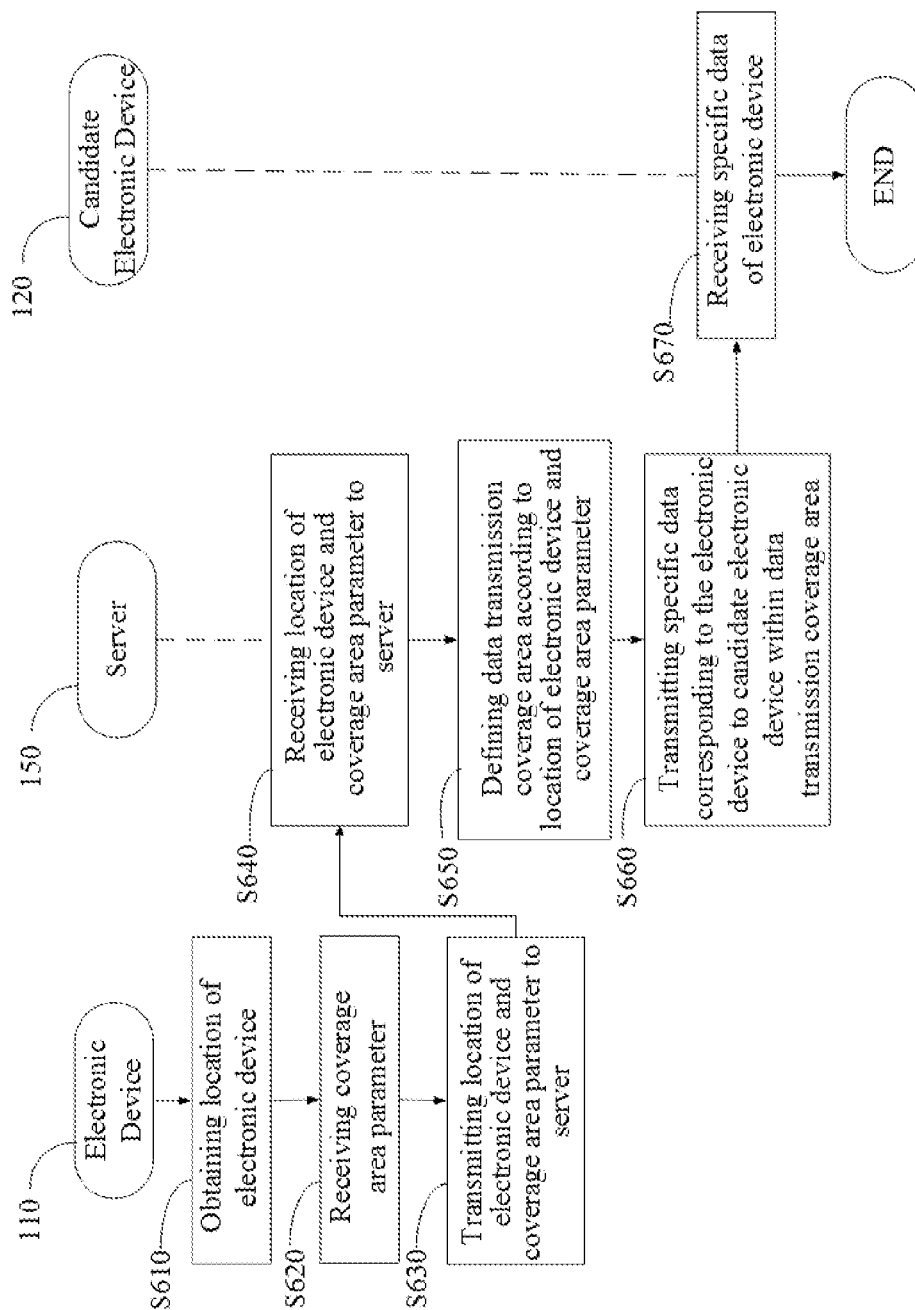 110
Electronic
Device
S610
Obtaining location of
electronic device
S620
Receiving coverage
area parameter
S630
Transmitting location of
electronic device and
coverage area parameter to
server
150
Server
S640
Receiving location of
electronic device and
coverage area parameter to
server
S650
Defining data transmission
coverage area according to
location of electronic device and
coverage area parameter
S660
Transmitting specific data
corresponding to the electronic
device to candidate electronic
device within data
transmission coverage area
120
Candidate
Electronic Device
S670
Receiving specific data
of electronic device
END